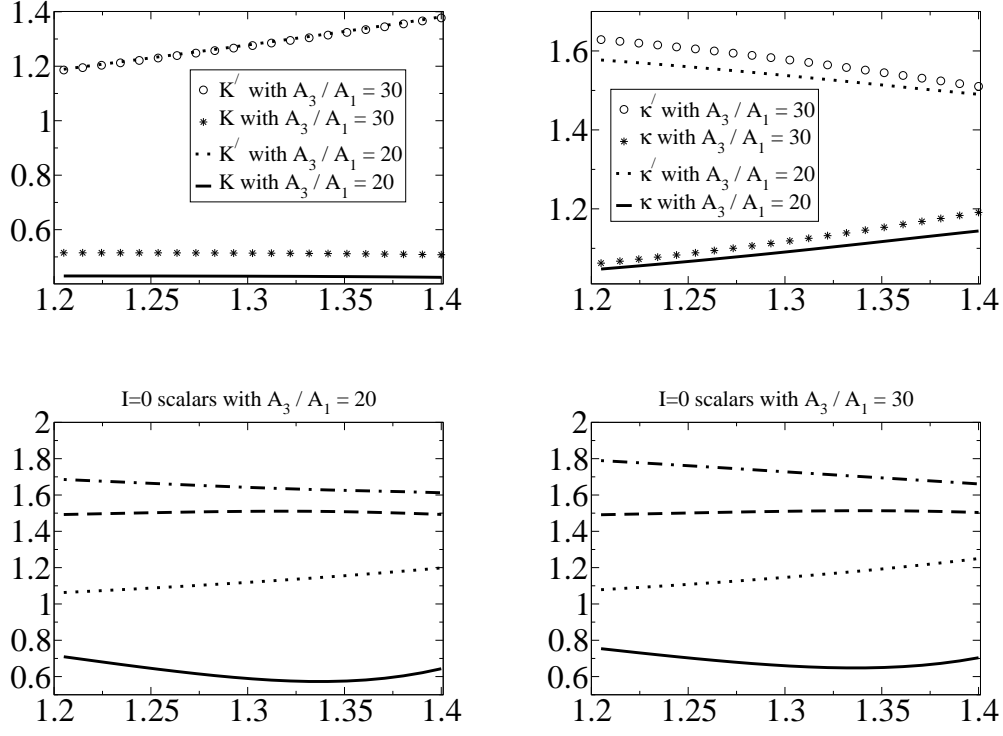 1.4
1.2
1
0.8
0.6
K′ with A₃ / A₁ = 30
K with A₃ / A₁ = 30
K′ with A₃ / A₁ = 20
K with A₃ / A₁ = 20
1.2 1.25 1.3 1.35 1.4
1.6
1.4
1.2
κ′ with A₃ / A₁ = 30
κ with A₃ / A₁ = 30
κ′ with A₃ / A₁ = 20
κ with A₃ / A₁ = 20
1.2 1.25 1.3 1.35 1.4
I=0 scalars with A₃ / A₁ = 20
2
1.8
1.6
1.4
1.2
1
0.8
0.6
1.2 1.25 1.3 1.35 1.4
I=0 scalars with A₃ / A₁ = 30
2
1.8
1.6
1.4
1.2
1
0.8
0.6
1.2 1.25 1.3 1.35 1.4